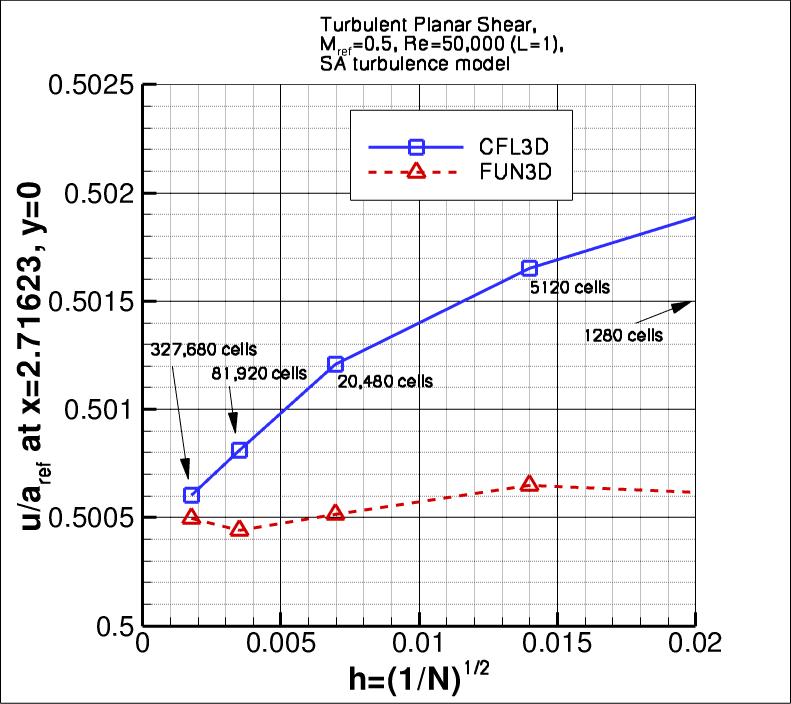 Turbulent Planar Shear,
M_ref=0.5, Re=50,000 (L=1),
SA turbulence model
0.5025
0.502
0.5015
0.501
0.5005
0.5
u/a_ref at x=2.71623, y=0
CFL3D
FUN3D
5120 cells
1280 cells
327,680 cells
81,920 cells
20,480 cells
0
0.005
0.01
0.015
0.02
h=(1/N)^1/2